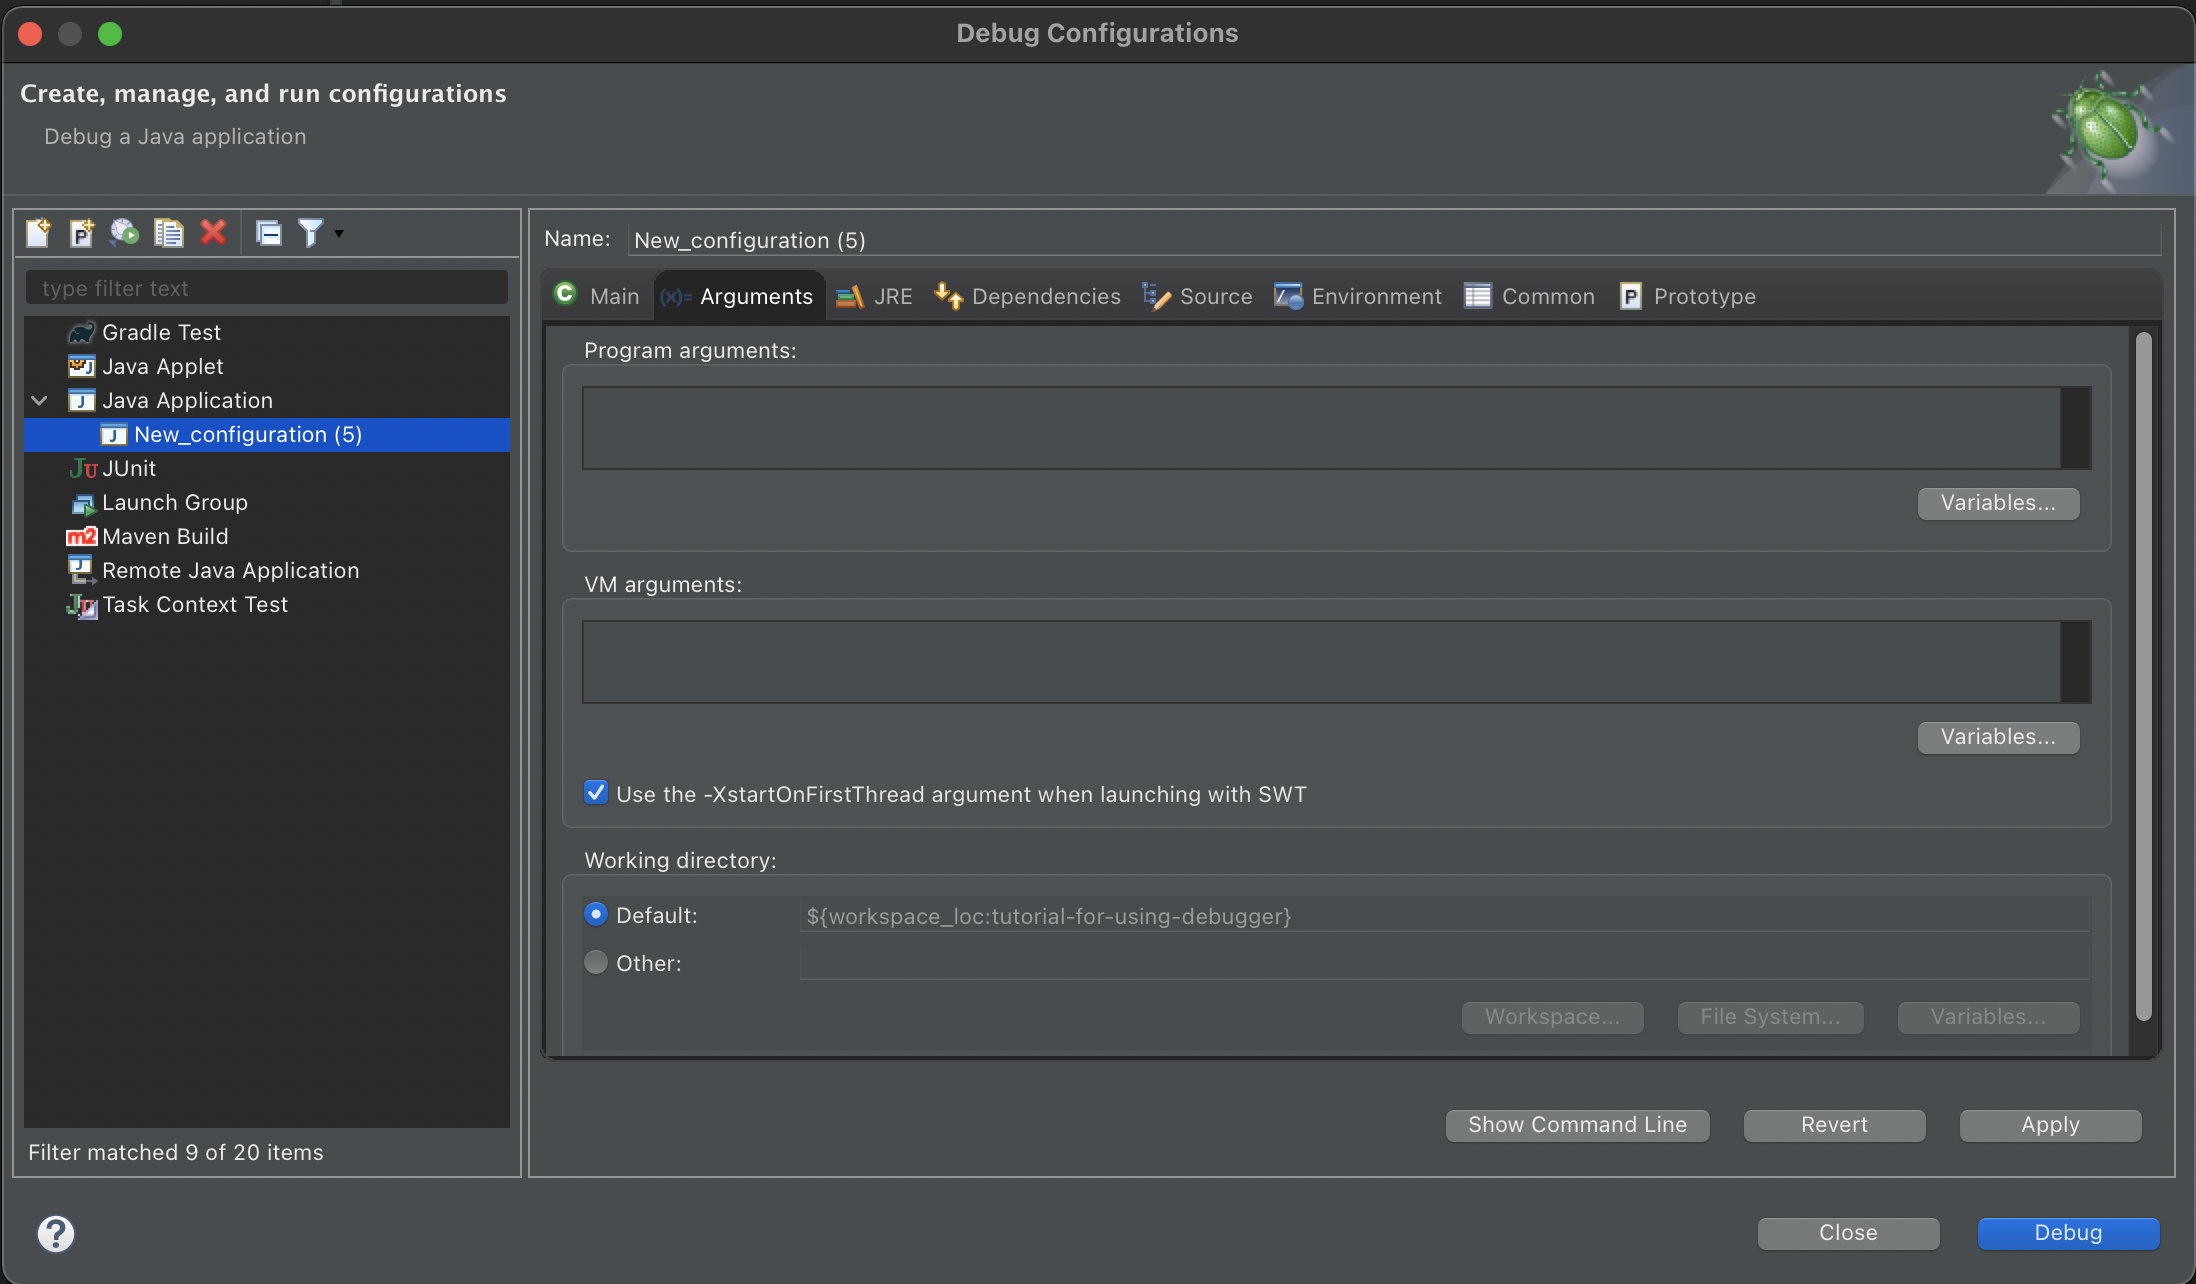 Debug Configurations
Create, manage, and run configurations
Debug a Java application
type filter text
Gradle Test
Java Applet
Java Application
New_configuration (5)
JUnit
Launch Group
Maven Build
Remote Java Application
Task Context Test
Filter matched 9 of 20 items
Name: New_configuration (5)
Main Arguments JRE Dependencies Source Environment Common Prototype
Program arguments:
Variables...
VM arguments:
Variables...
Use the -XstartOnFirstThread argument when launching with SWT
Working directory:
Default: ${workspace_loc:tutorial-for-using-debugger}
Other:
Workspace... File System... Variables...
Show Command Line Revert Apply
Close Debug